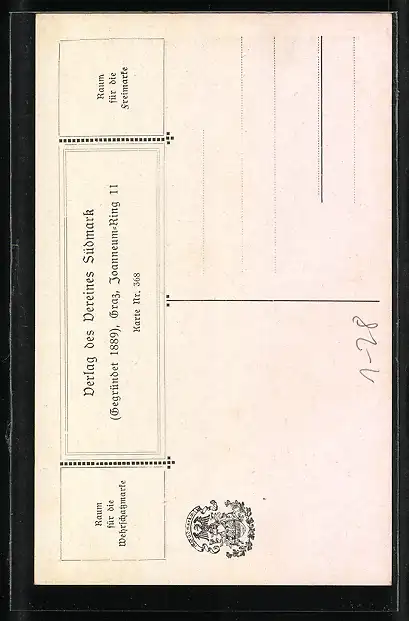 Raum
für die
Wehrschatzmarke
Verlag des Vereines Südmark
(Gegründet 1889), Graz, Joanneum-Ring 11
Karte Nr. 368
Raum
für die
Freimarke
1-28